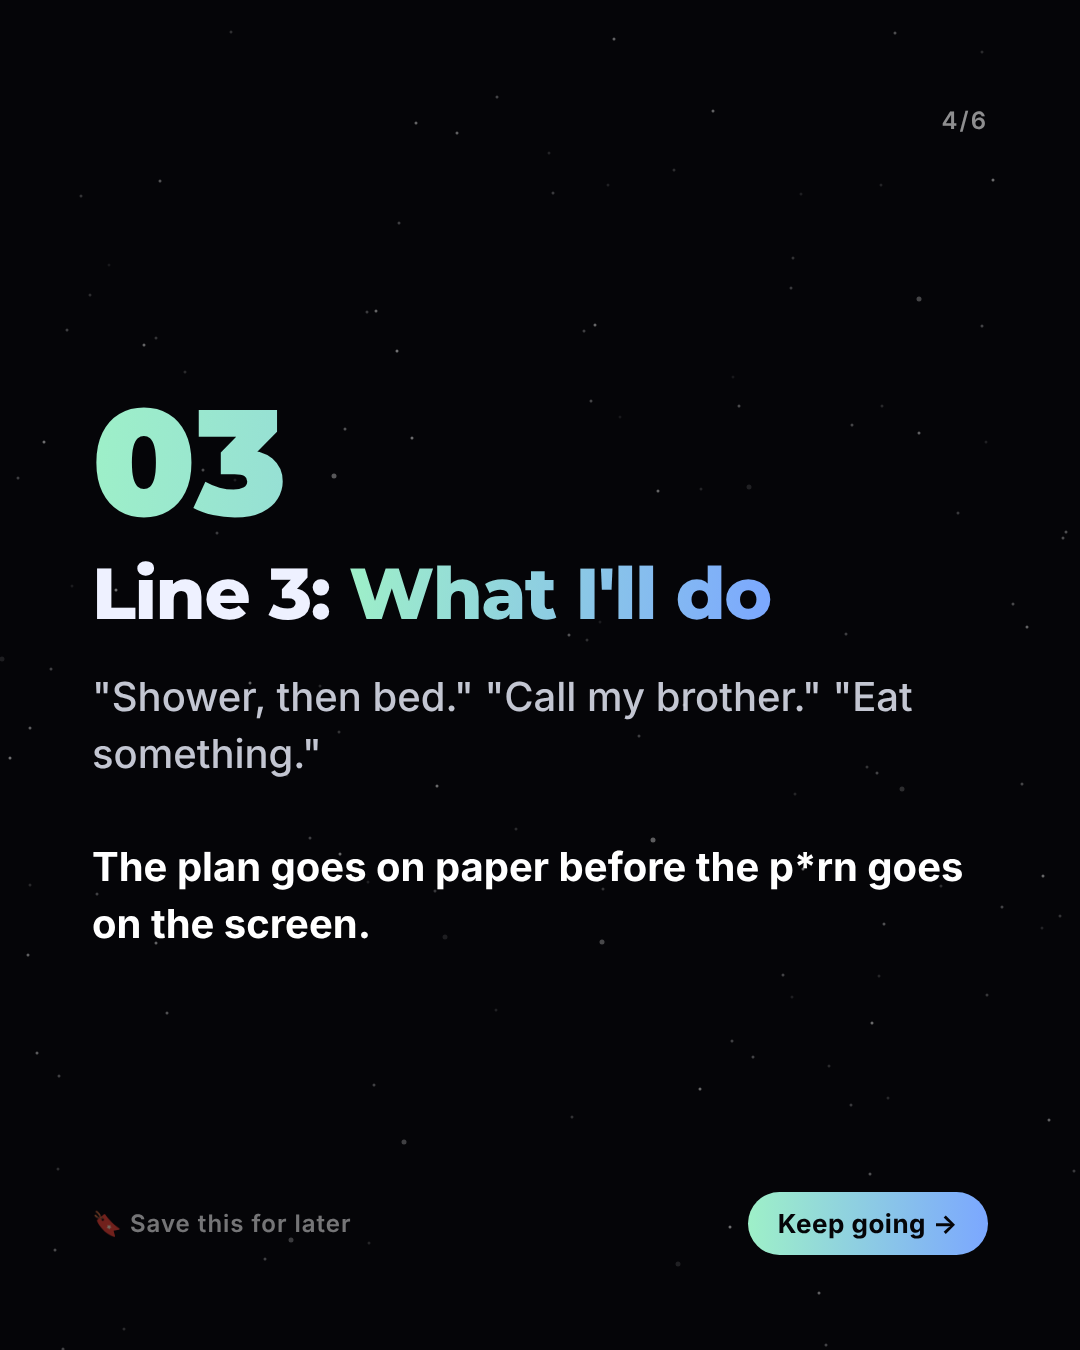 4/6
03
Line 3: What I'll do
"Shower, then bed." "Call my brother." "Eat
something."
The plan goes on paper before the p*rn goes
on the screen.
Save this for later
Keep going →